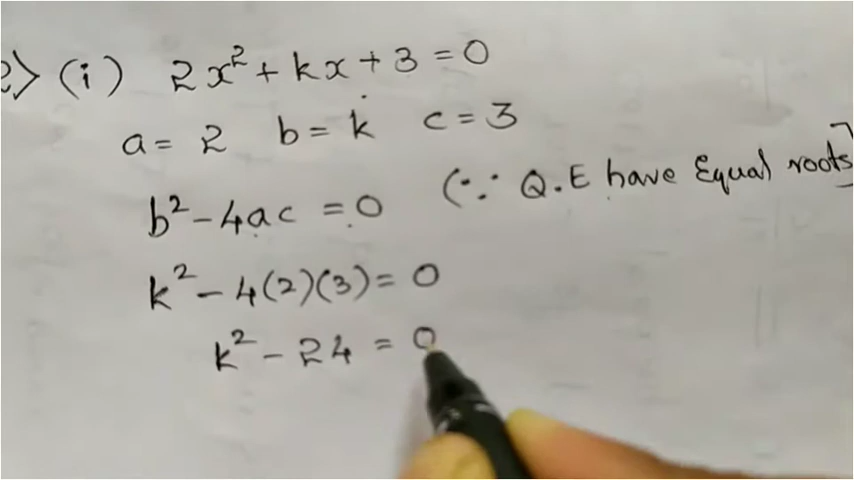 2) (i) 2x² + kx + 3 = 0
a = 2 b = k c = 3
b² - 4ac = 0 (∵ Q.E have Equal roots]
k² - 4(2)(3) = 0
k² - 24 = 0